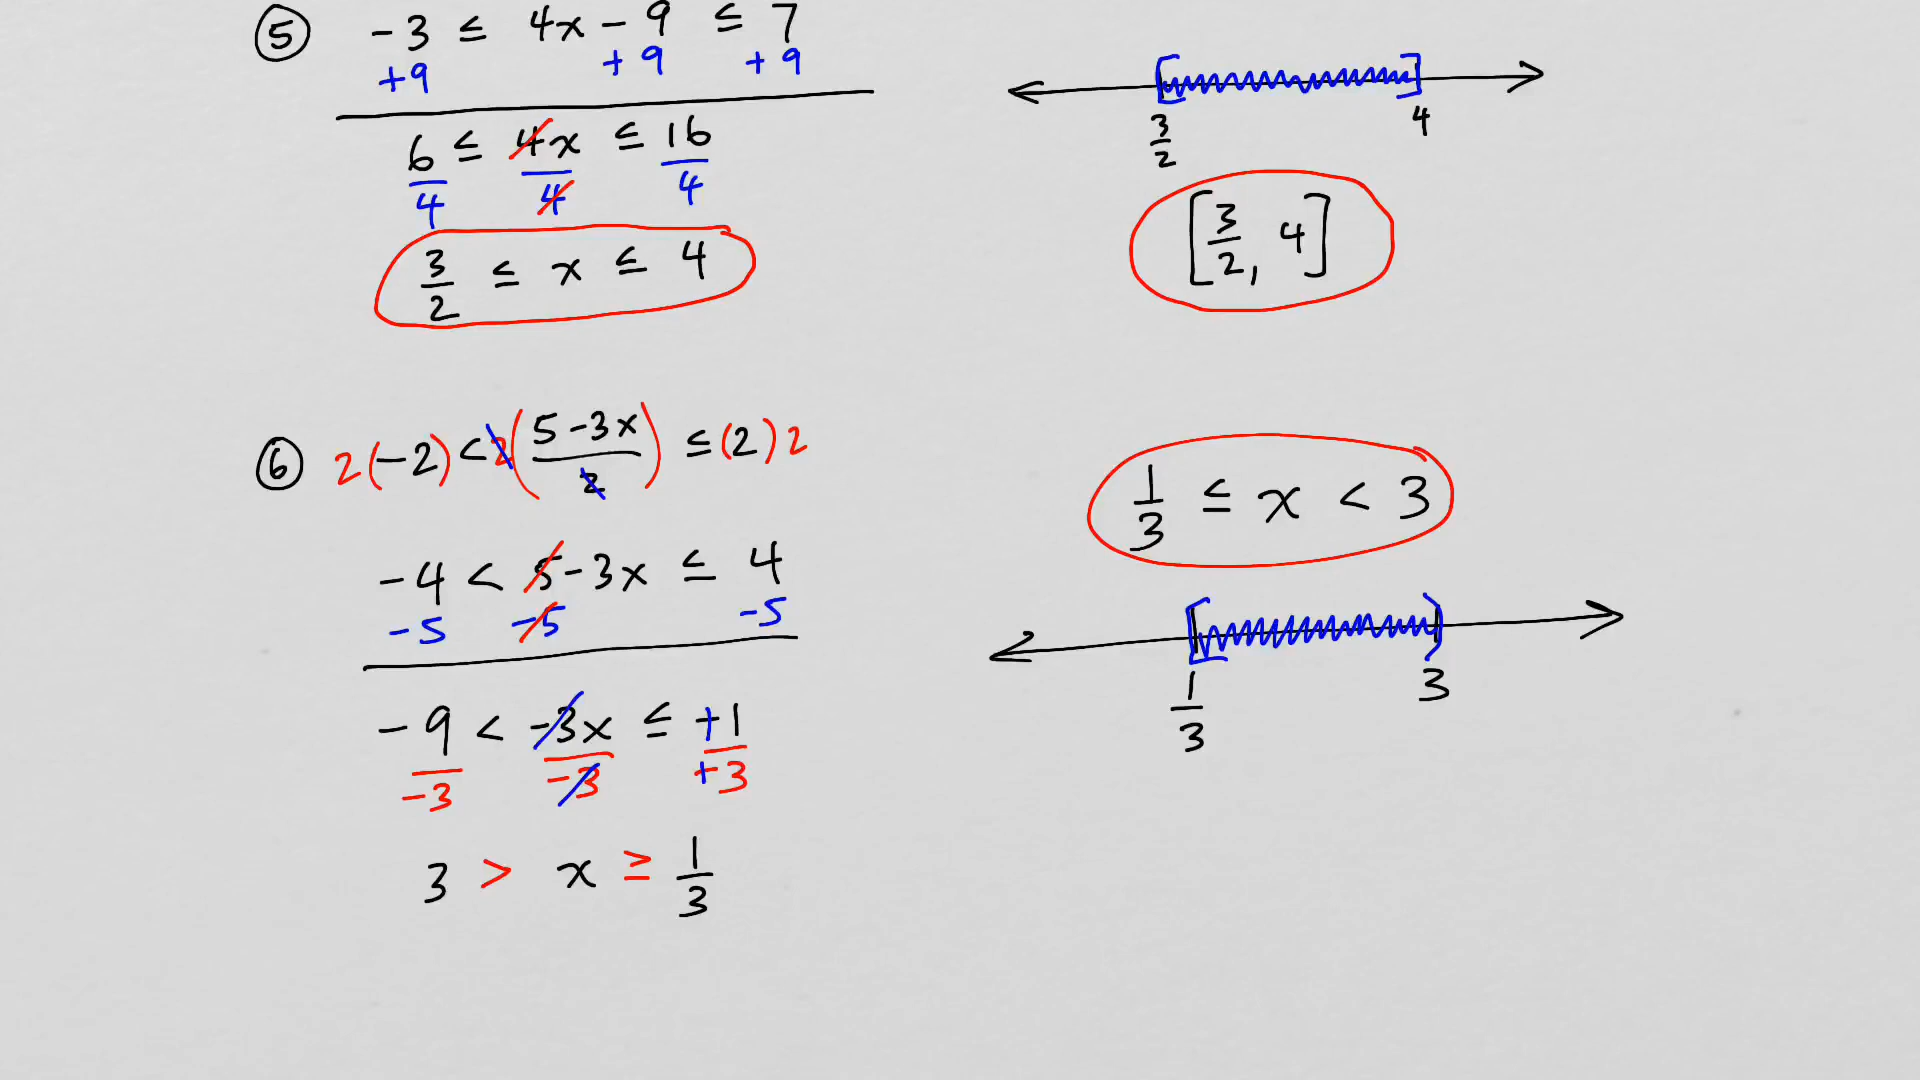 ⑤ -3 ≤ 4x - 9 ≤ 7
+9 +9 +9
6/4 ≤ 4x/4 ≤ 16/4
3/2 ≤ x ≤ 4
3/2 4
[3/2, 4]
⑥ 2(-2) < 2(5-3x/2) ≤ (2)2
-4 < 5-3x ≤ 4
-5 -5 -5
-9/-3 < -3x/-3 ≤ +1/+3
3 > x ≥ 1/3
1/3 ≤ x < 3
1/3 3